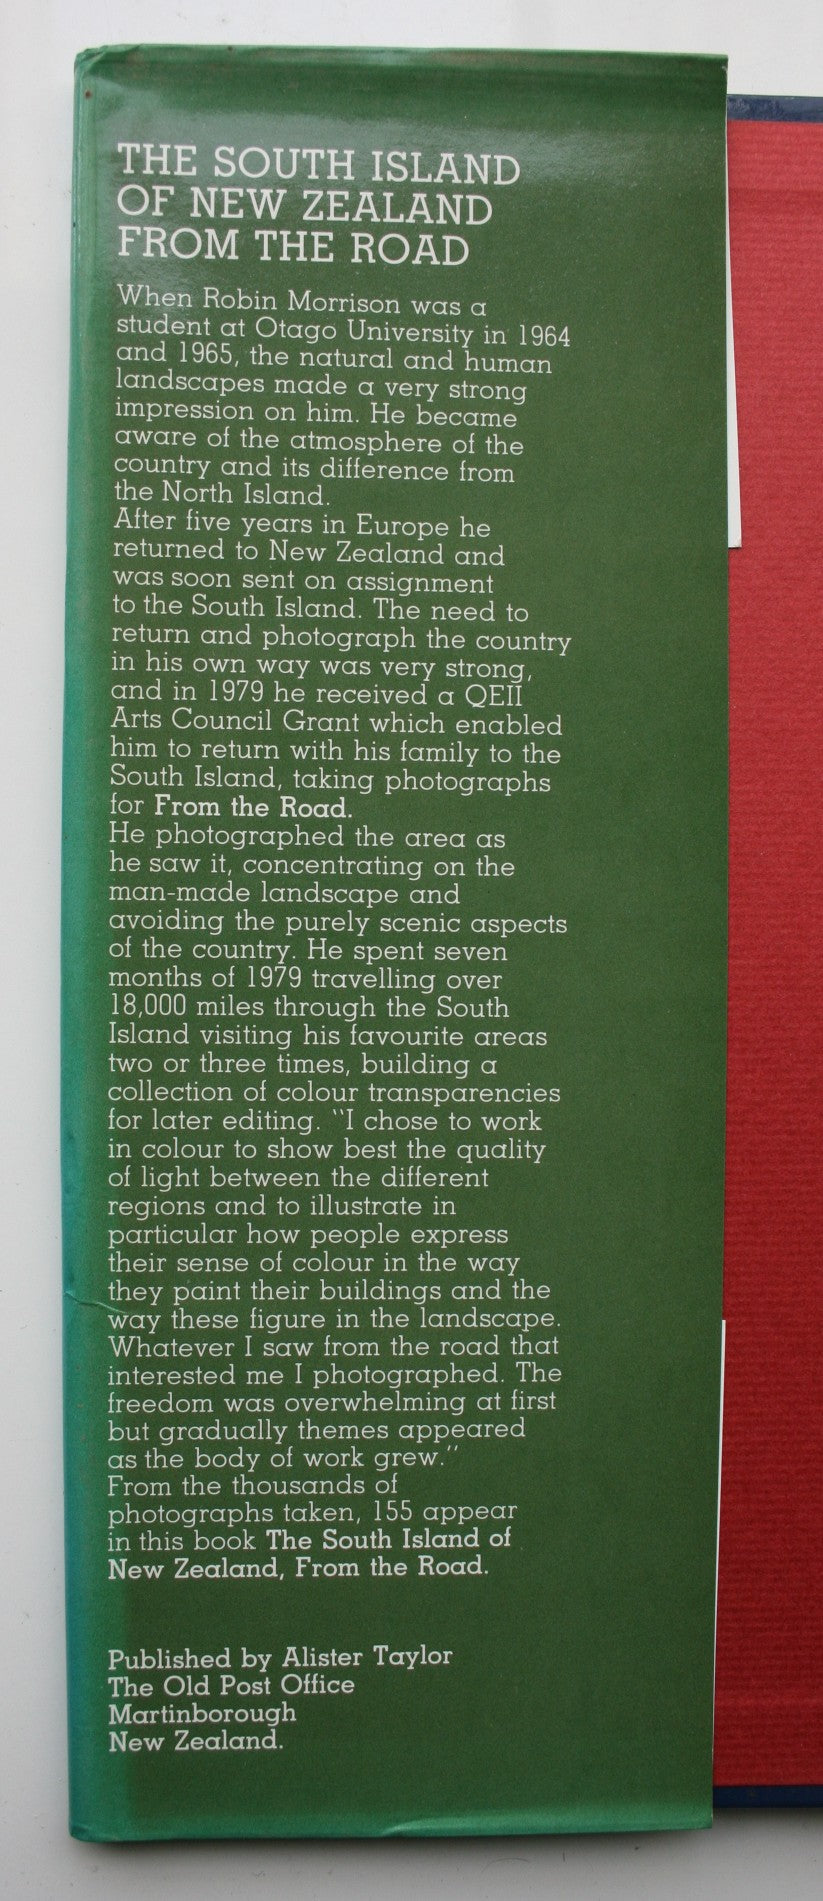 THE SOUTH ISLAND
OF NEW ZEALAND
FROM THE ROAD
When Robin Morrison was a
student at Otago University in 1964
and 1965, the natural and human
landscapes made a very strong
impression on him. He became
aware of the atmosphere of the
country and its difference from
the North Island.
After five years in Europe he
returned to New Zealand and
was soon sent on assignment
to the South Island. The need to
return and photograph the country
in his own way was very strong,
and in 1979 he received a QEII
Arts Council Grant which enabled
him to return with his family to the
South Island, taking photographs
for From the Road.
He photographed the area as
he saw it, concentrating on the
man-made landscape and
avoiding the purely scenic aspects
of the country. He spent seven
months of 1979 travelling over
18,000 miles through the South
Island visiting his favourite areas
two or three times, building a
collection of colour transparencies
for later editing. "I chose to work
in colour to show best the quality
of light between the different
regions and to illustrate in
particular how people express
their sense of colour in the way
they paint their buildings and the
way these figure in the landscape.
Whatever I saw from the road that
interested me I photographed. The
freedom was overwhelming at first
but gradually themes appeared
as the body of work grew."
From the thousands of
photographs taken, 155 appear
in this book The South Island of
New Zealand, From the Road.
Published by Alister Taylor
The Old Post Office
Martinborough
New Zealand.